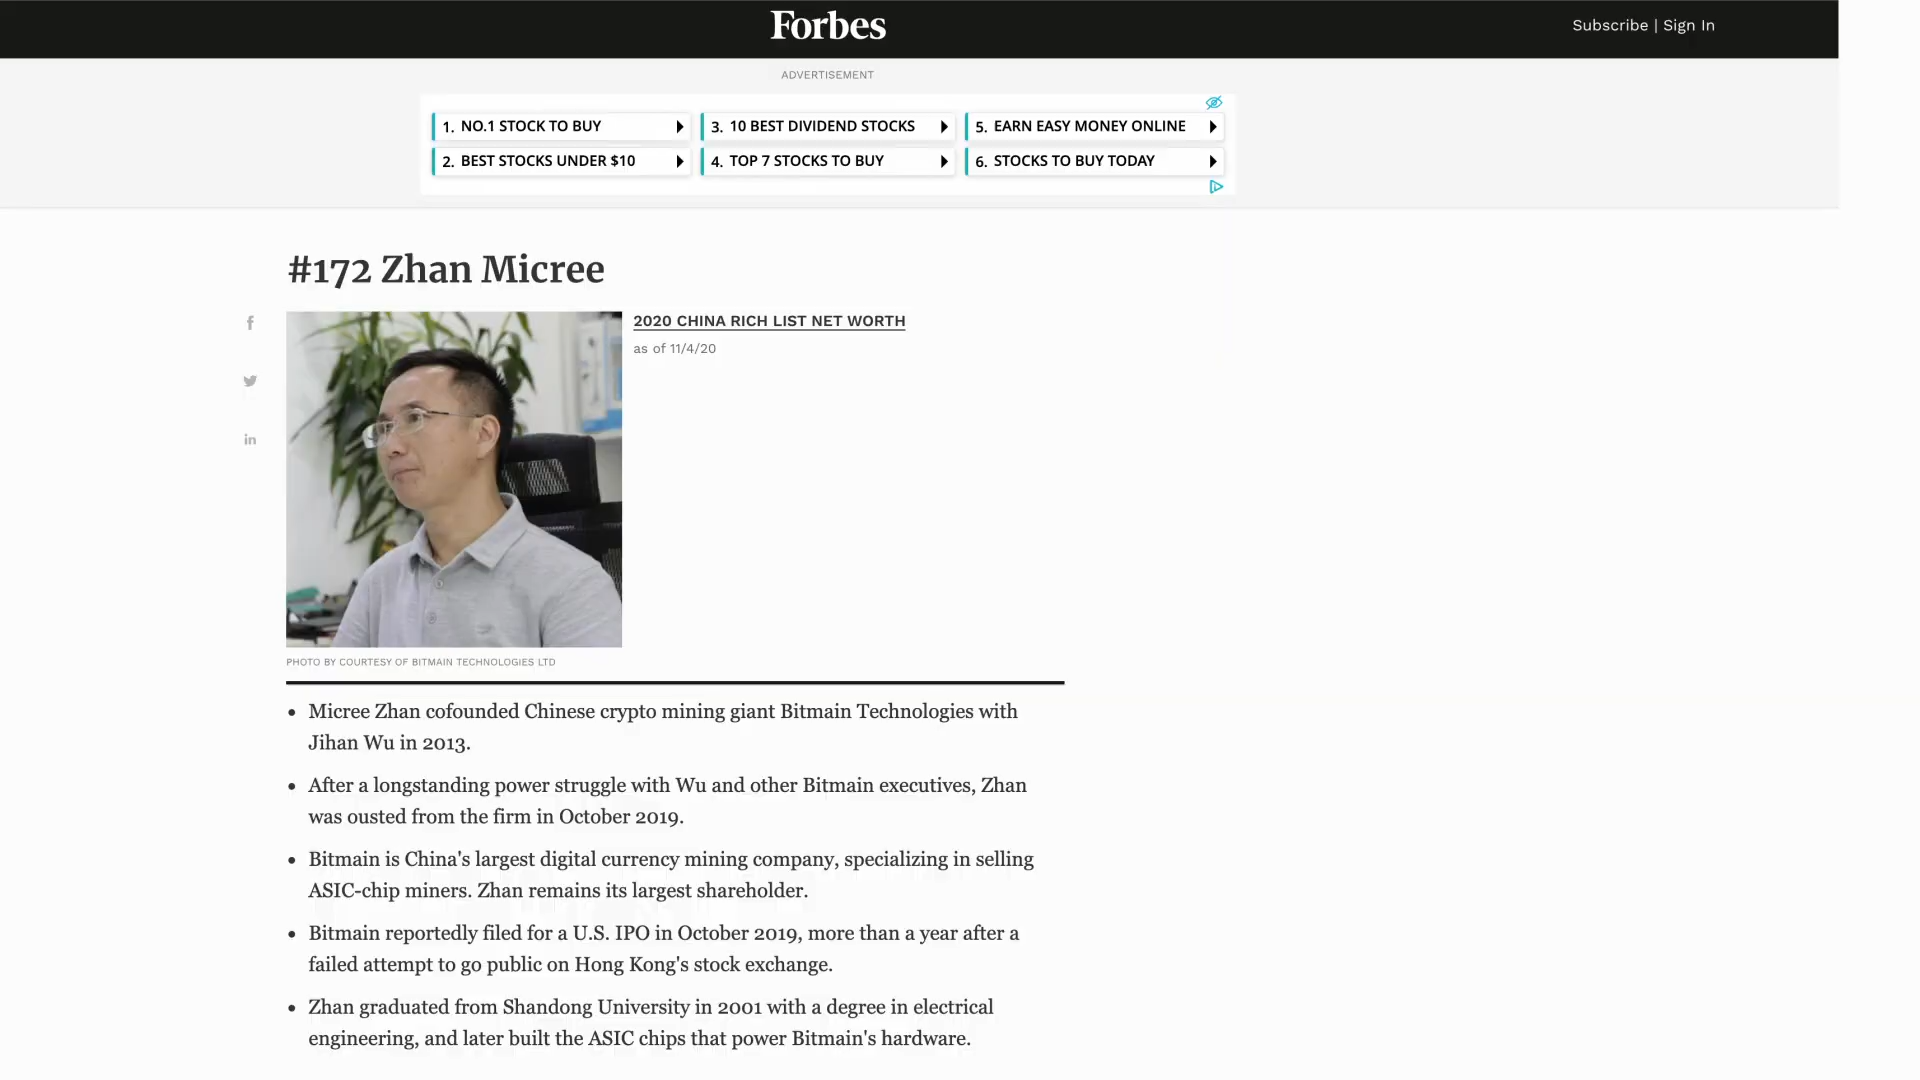 Forbes
Subscribe | Sign In
ADVERTISEMENT
1. NO.1 STOCK TO BUY
2. BEST STOCKS UNDER $10
3. 10 BEST DIVIDEND STOCKS
4. TOP 7 STOCKS TO BUY
5. EARN EASY MONEY ONLINE
6. STOCKS TO BUY TODAY
#172 Zhan Micree
2020 CHINA RICH LIST NET WORTH
as of 11/4/20
PHOTO BY COURTESY OF BITMAIN TECHNOLOGIES LTD
• Micree Zhan cofounded Chinese crypto mining giant Bitmain Technologies with
Jihan Wu in 2013.
• After a longstanding power struggle with Wu and other Bitmain executives, Zhan
was ousted from the firm in October 2019.
• Bitmain is China's largest digital currency mining company, specializing in selling
ASIC-chip miners. Zhan remains its largest shareholder.
• Bitmain reportedly filed for a U.S. IPO in October 2019, more than a year after a
failed attempt to go public on Hong Kong's stock exchange.
• Zhan graduated from Shandong University in 2001 with a degree in electrical
engineering, and later built the ASIC chips that power Bitmain's hardware.